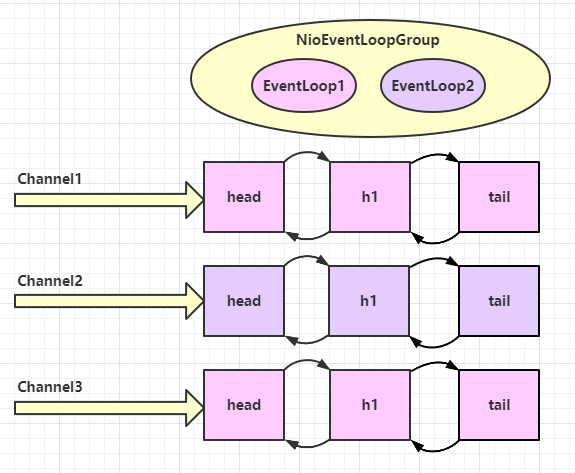 NioEventLoopGroup
EventLoop1 EventLoop2
Channel1
head h1 tail
Channel2
head h1 tail
Channel3
head h1 tail